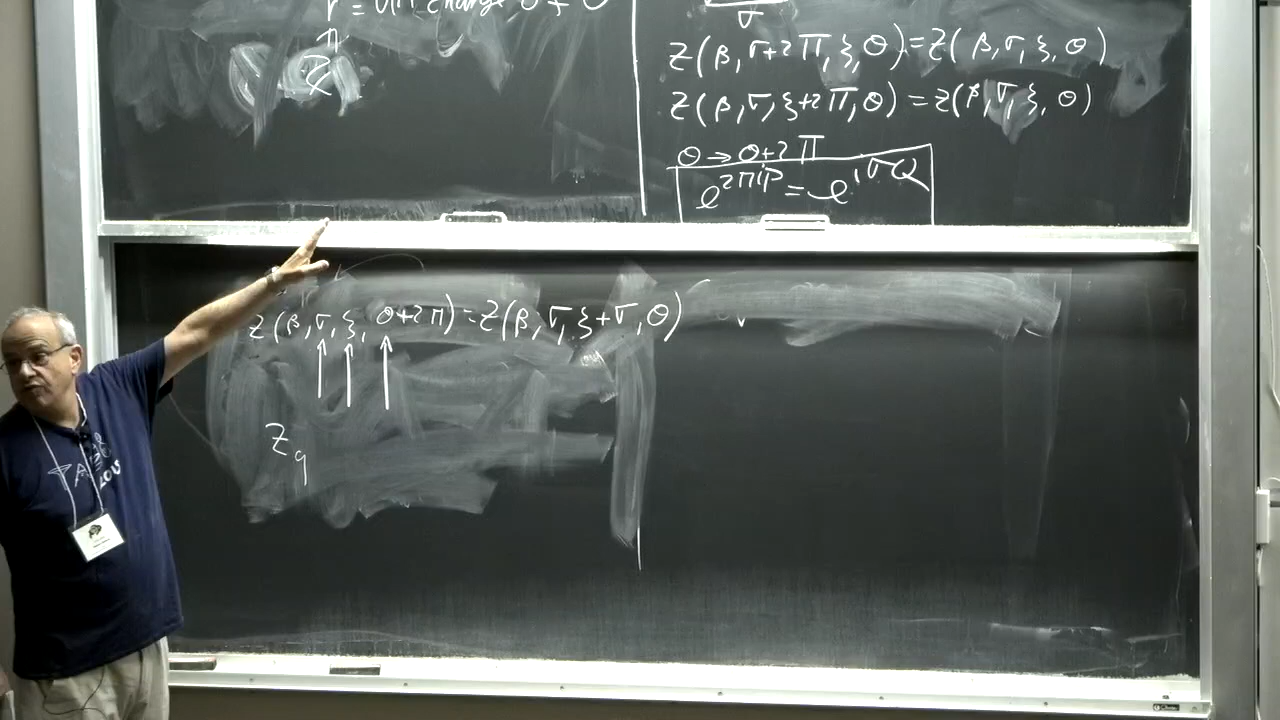 Z(β, σ+2π, ξ, θ) = Z(β, σ, ξ, θ)
Z(β, σ, ξ+2π, θ) = Z(β, σ, ξ, θ)
θ → θ+2π
e^{2πiP} = e^{iσQ}
Z(β, σ, ξ, θ+2π) = Z(β, σ, ξ+σ, θ)
Z_q